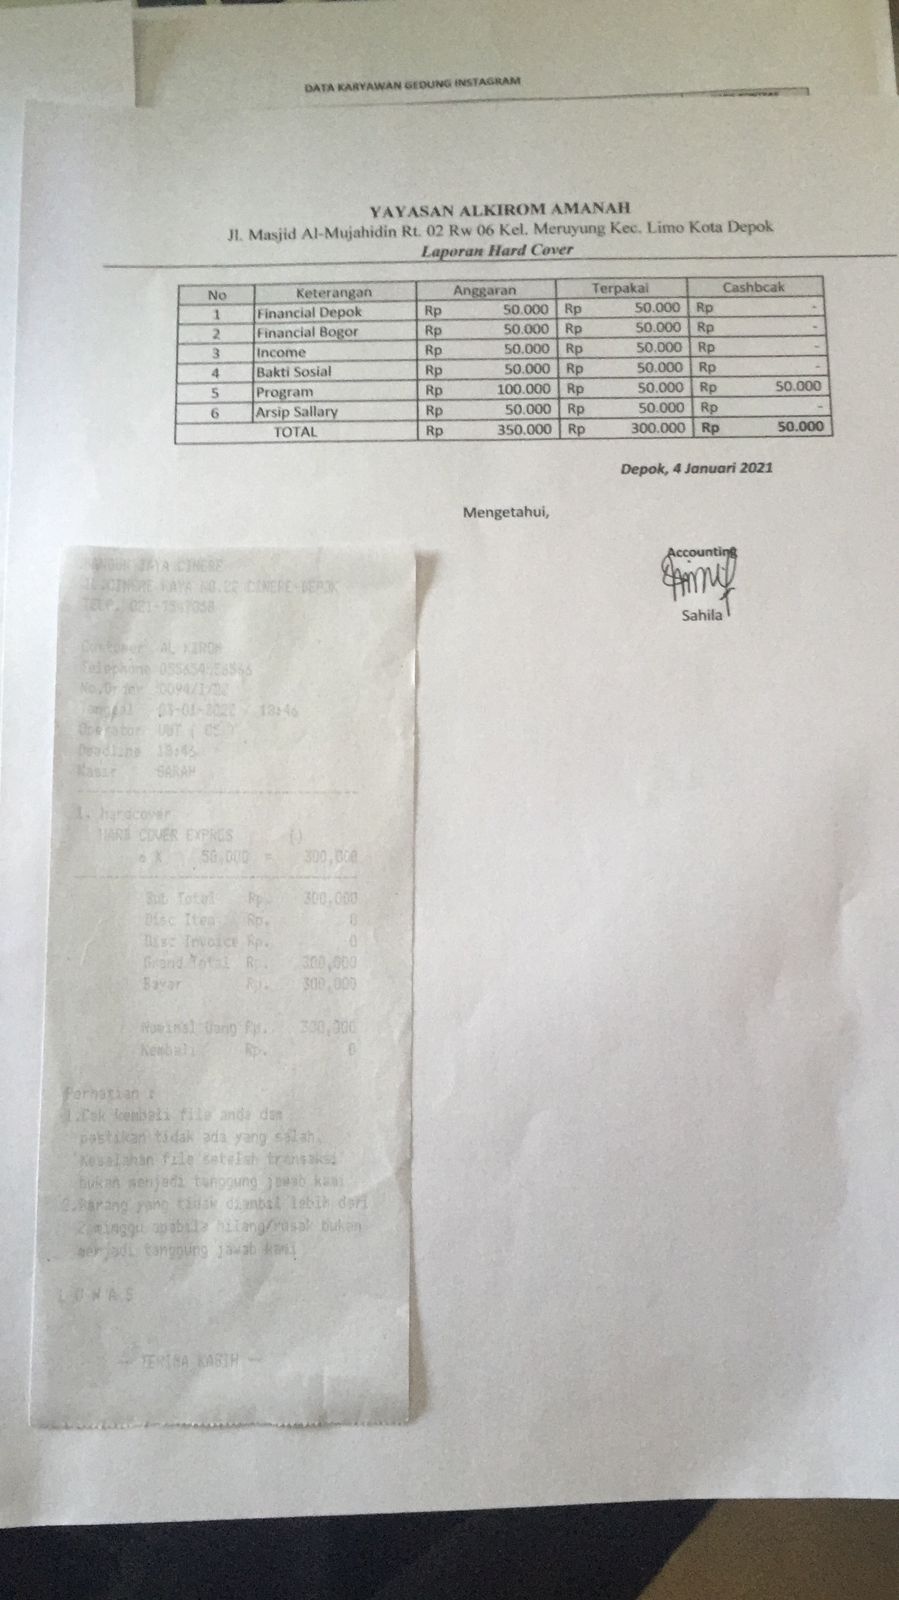 DATA KARYAWAN GEDUNG INSTAGRAM
YAYASAN ALKIROM AMANAH
Jl. Masjid Al-Mujahidin Rt. 02 Rw 06 Kel. Meruyung Kec. Limo Kota Depok
Laporan Hard Cover
No Keterangan Anggaran Terpakai Cashbcak
1 Financial Depok Rp 50.000 Rp 50.000 Rp -
2 Financial Bogor Rp 50.000 Rp 50.000 Rp -
3 Income Rp 50.000 Rp 50.000 Rp -
4 Bakti Sosial Rp 50.000 Rp 50.000 Rp -
5 Program Rp 100.000 Rp 50.000 Rp 50.000
6 Arsip Sallary Rp 50.000 Rp 50.000 Rp -
TOTAL Rp 350.000 Rp 300.000 Rp 50.000
Depok, 4 Januari 2021
Mengetahui,
Accounting
Sahila
JAYA CINERE
CINERE RAYA NO.22 CINERE-DEPOK
TELP. 021-
Customer AL KIROM
Telephone
No.Order 0094/I/22
Tanggal 03-01-2022 18:46
Operator
Deadline 18:46
Kasir SARAH
1. hardcover
HARD COVER EXPRES ()
X 50,000 = 300,000
Sub Total Rp. 300,000
Disc Item Rp. 0
Disc Invoice Rp. 0
Grand Total Rp. 300,000
Bayar Rp. 300,000
Nominal Uang Rp. 300,000
Kembali Rp. 0
Perhatian :
1.Cek kembali file anda dan
pastikan tidak ada yang salah,
Kesalahan file setelah transaksi
bukan menjadi tanggung jawab kami
2.Barang yang tidak diambil lebih dari
2 minggu apabila hilang/rusak bukan
menjadi tanggung jawab kami
L U N A S
-- TERIMA KASIH --